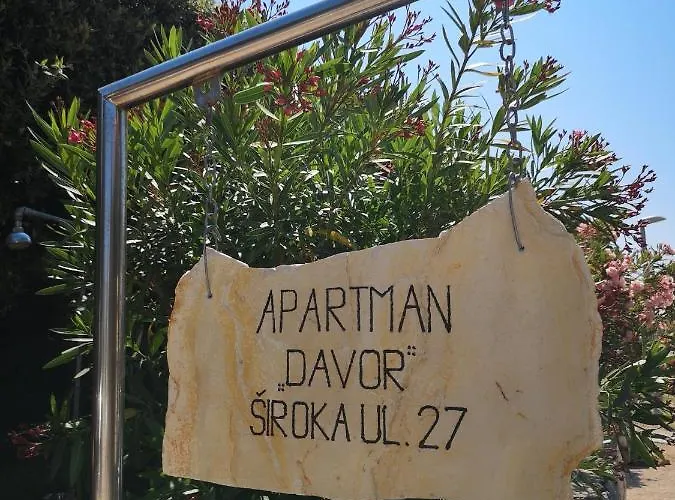 APARTMAN
„DAVOR"
ŠIROKA UL. 27